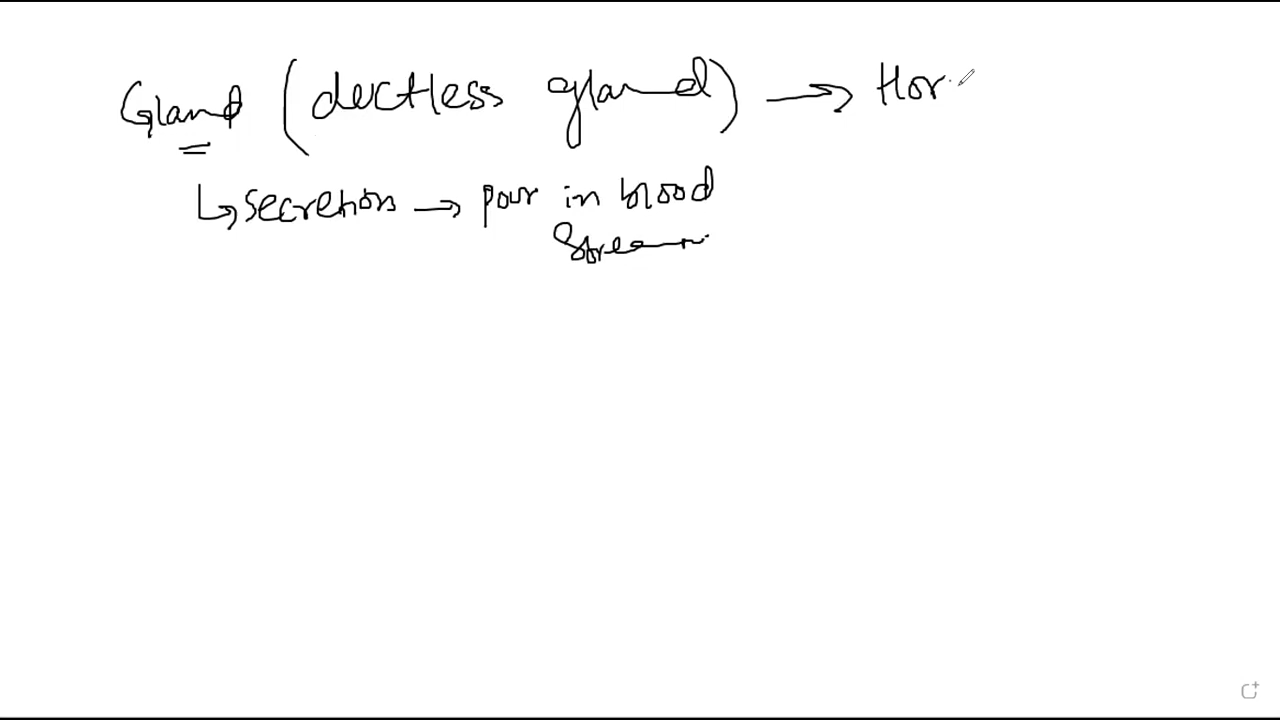 Gland (ductless gland) → Hor
↳ secretions → pour in blood
stream